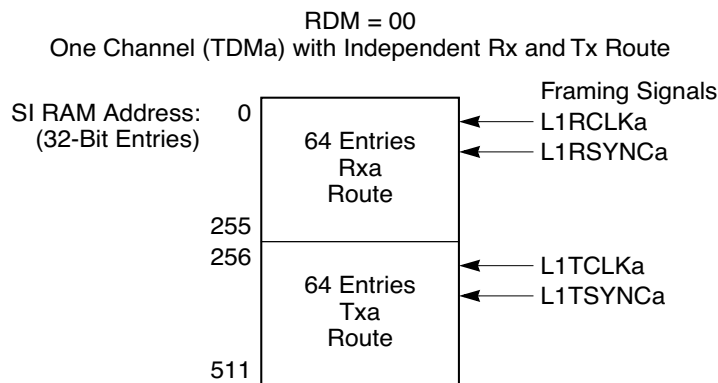 RDM = 00
One Channel (TDMa) with Independent Rx and Tx Route
Framing Signals
SI RAM Address: 0
(32-Bit Entries)
L1RCLKa
64 Entries
Rxa
Route
L1RSYNCa
255
256
L1TCLKa
64 Entries
Txa
Route
L1TSYNCa
511